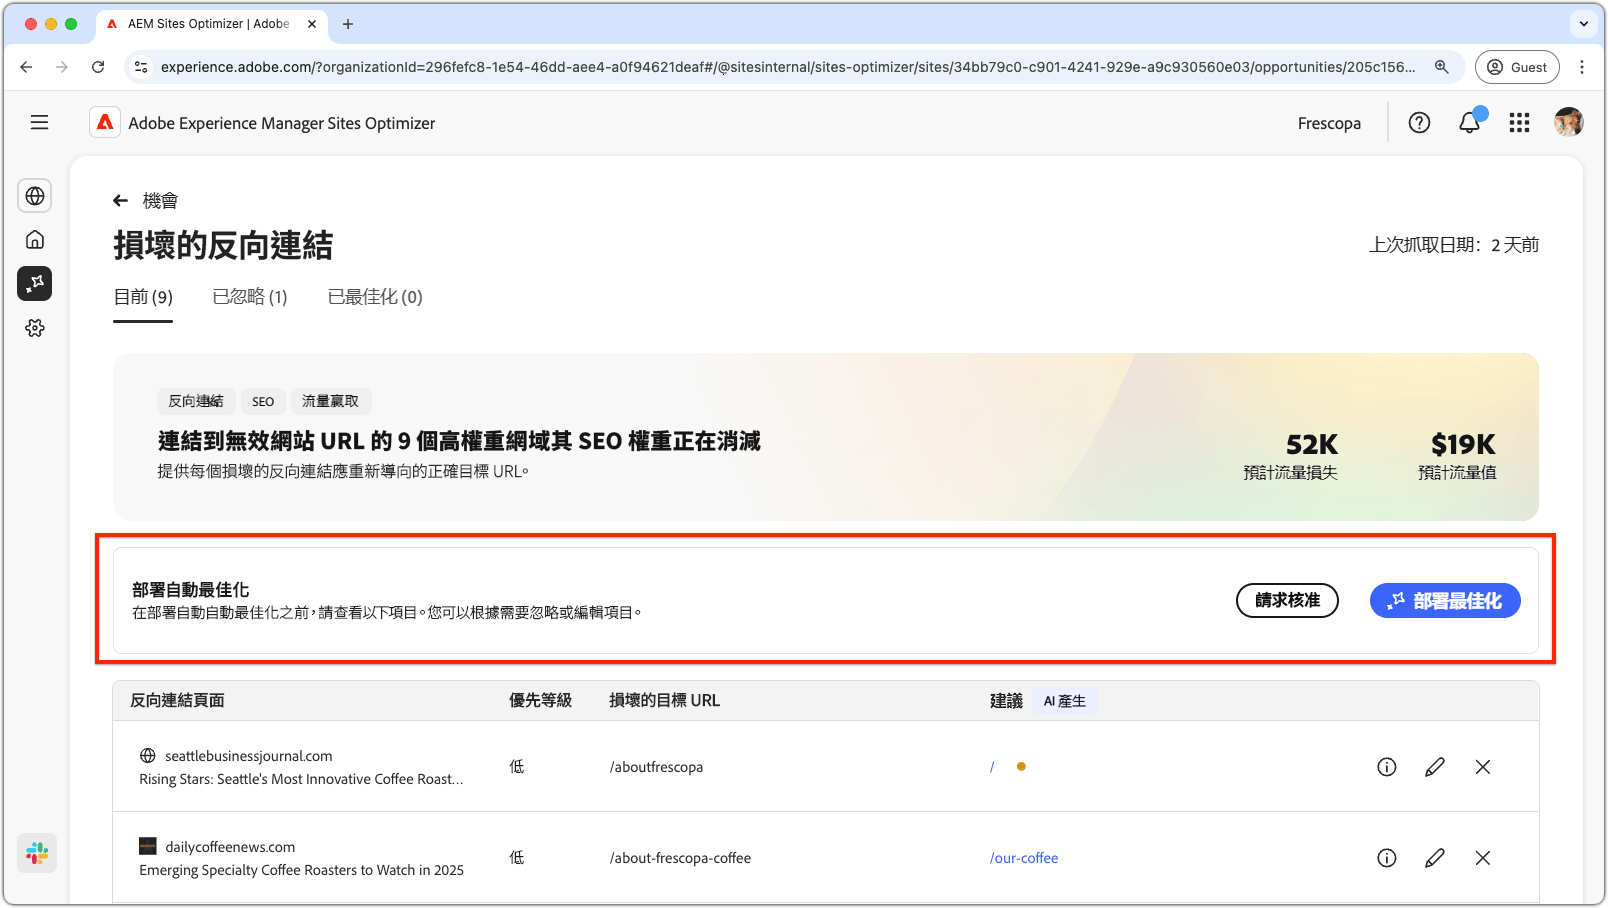 AEM Sites Optimizer | Adobe
experience.adobe.com/?organizationId=296fefc8-1e54-46dd-aee4-a0f94621deaf#/@sitesinternal/sites-optimizer/sites/34bb79c0-c901-4241-929e-a9c930560e03/opportunities/205c156...
Guest
Adobe Experience Manager Sites Optimizer
Frescopa
機會
損壞的反向連結
上次抓取日期：2 天前
目前 (9)
已忽略 (1)
已最佳化 (0)
反向連結
SEO
流量贏取
連結到無效網站 URL 的 9 個高權重網域其 SEO 權重正在消減
提供每個損壞的反向連結應重新導向的正確目標 URL。
52K
預計流量損失
$19K
預計流量值
部署自動最佳化
在部署自動自動最佳化之前，請查看以下項目。您可以根據需要忽略或編輯項目。
請求核准
部署最佳化
反向連結頁面
優先等級
損壞的目標 URL
建議
AI 產生
seattlebusinessjournal.com
Rising Stars: Seattle's Most Innovative Coffee Roast...
低
/aboutfrescopa
/
dailycoffeenews.com
Emerging Specialty Coffee Roasters to Watch in 2025
低
/about-frescopa-coffee
/our-coffee